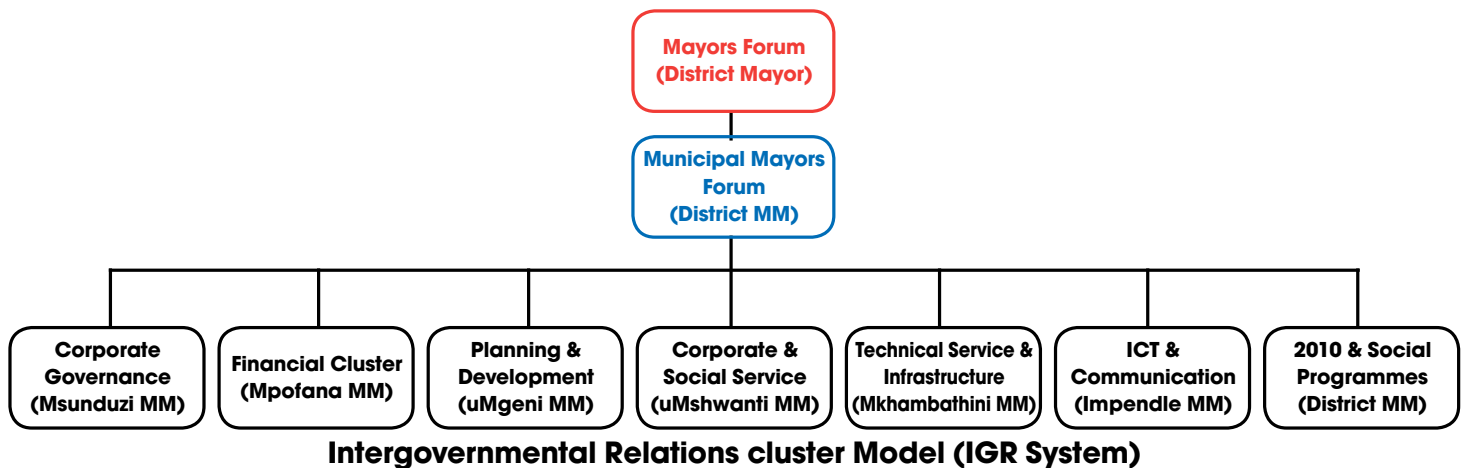 Mayors Forum
(District Mayor)
Municipal Mayors
Forum
(District MM)
Corporate
Governance
(Msunduzi MM)
Financial Cluster
(Mpofana MM)
Planning &
Development
(uMgeni MM)
Corporate &
Social Service
(uMshwanti MM)
Technical Service &
Infrastructure
(Mkhambathini MM)
ICT &
Communication
(Impendle MM)
2010 & Social
Programmes
(District MM)
Intergovernmental Relations cluster Model (IGR System)